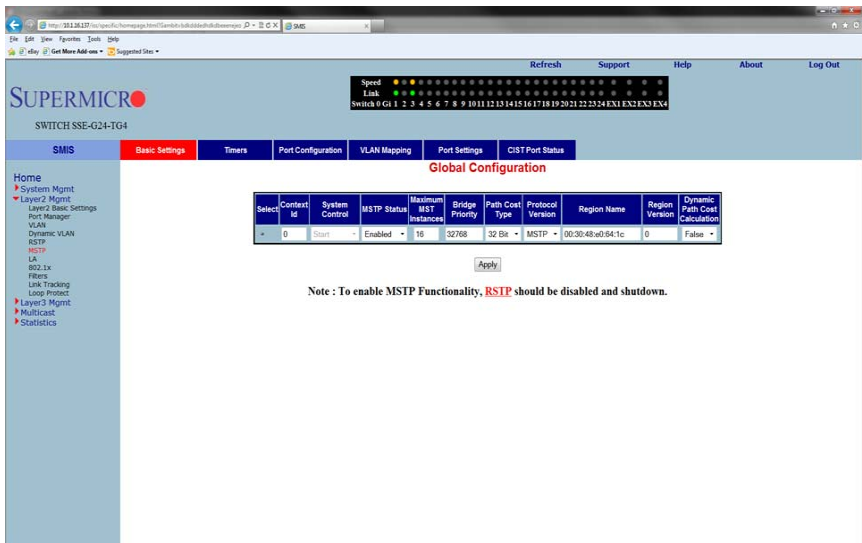 SMIS
File Edit View Favorites Tools Help
eBay Get More Add-ons Suggested Sites
Refresh Support Help About Log Out
SUPERMICRO
SWITCH SSE-G24-TG4
Speed
Link
Switch 0 Gi 1 2 3 4 5 6 7 8 9 10 11 12 13 14 15 16 17 18 19 20 21 22 23 24 EX1 EX2 EX3 EX4
SMIS Basic Settings Timers Port Configuration VLAN Mapping Port Settings CIST Port Status
Home
System Mgmt
Layer2 Mgmt
Layer2 Basic Settings
Port Manager
VLAN
Dynamic VLAN
RSTP
MSTP
LA
802.1x
Filters
Link Tracking
Loop Protect
Layer3 Mgmt
Multicast
Statistics
Global Configuration
Select Context Id System Control MSTP Status Maximum MST Instances Bridge Priority Path Cost Type Protocol Version Region Name Region Version Dynamic Path Cost Calculation
0 Start Enabled 16 32768 32 Bit MSTP 00:30:48:e0:64:1c 0 False
Apply
Note : To enable MSTP Functionality, RSTP should be disabled and shutdown.